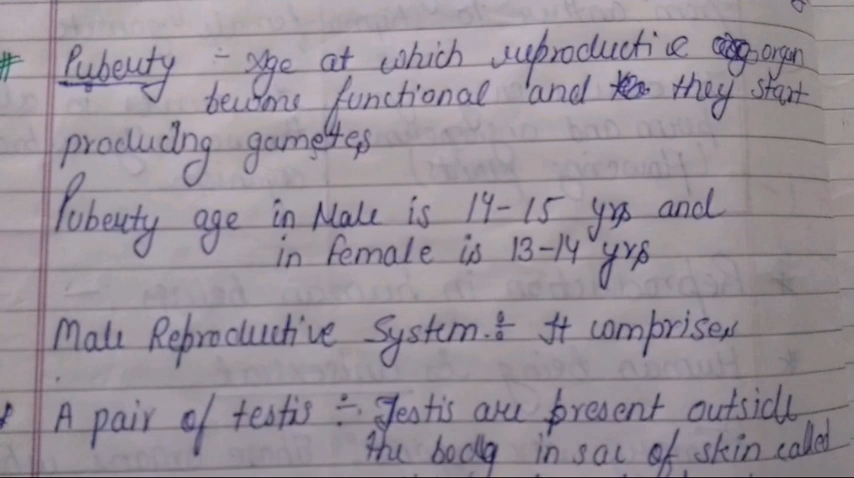 # Puberty :- Age at which reproductive organ
become functional and they start
producing gametes
Puberty age in Male is 14-15 yrs and
in female is 13-14 yrs
Male Reproductive System :- It comprises
A pair of testis :- Testis are present outside
the body in sac of skin called